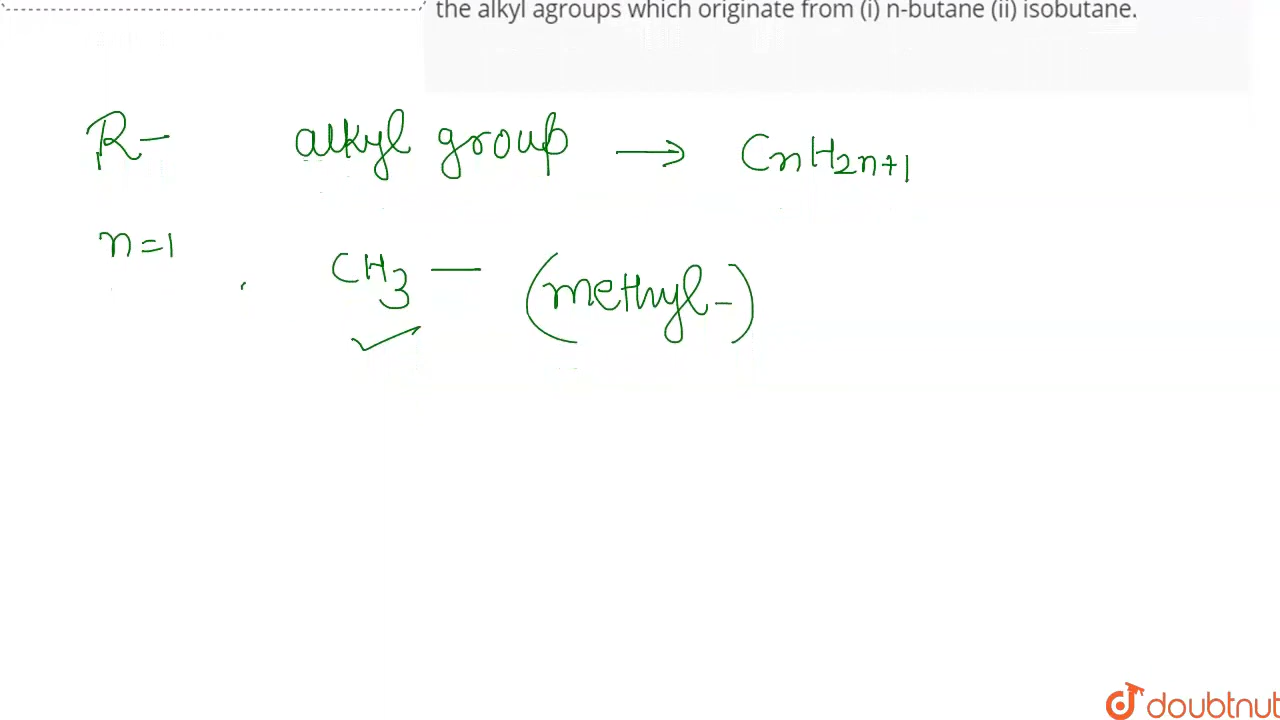 the alkyl agroups which originate from (i) n-butane (ii) isobutane.
R– alkyl group → CnH2n+1
n=1
CH3 — (methyl–)
doubtnut